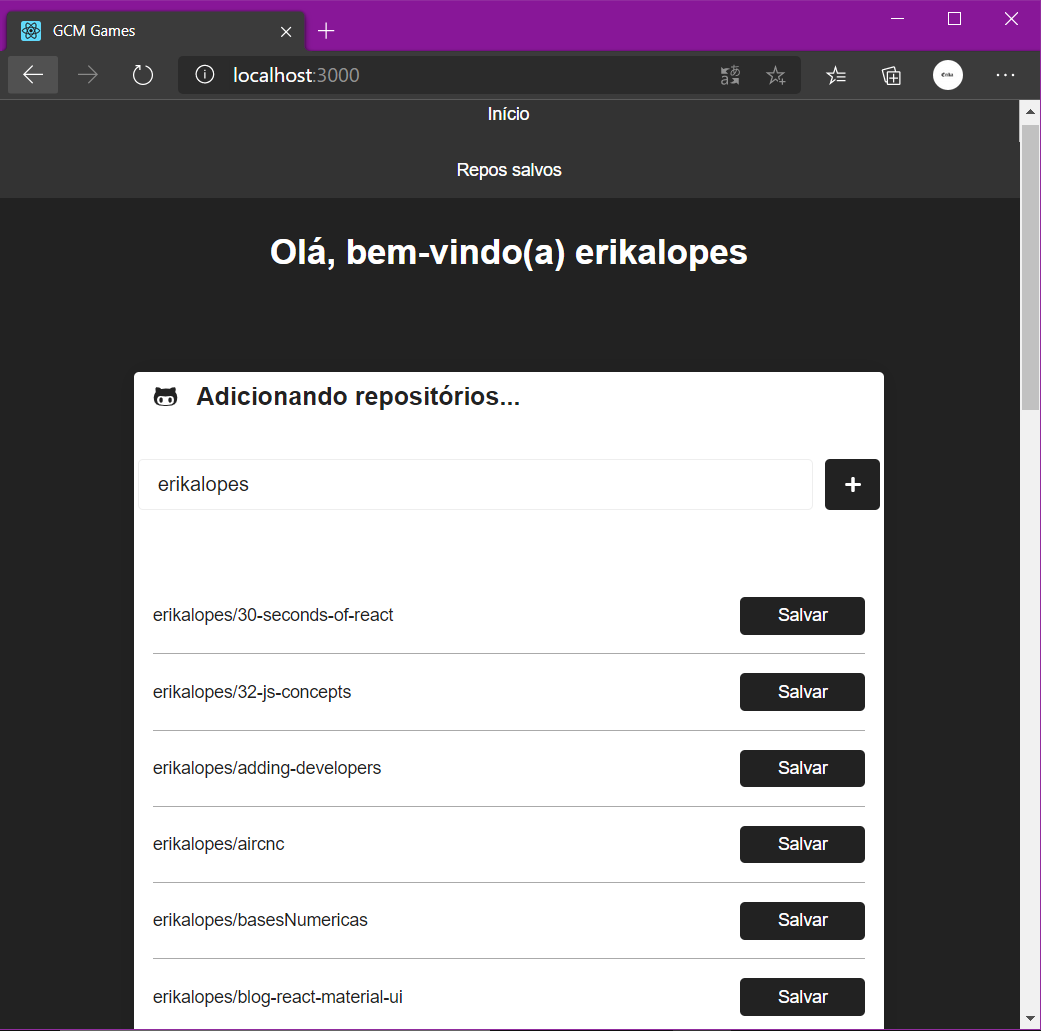 GCM Games
localhost:3000
Erika
Início
Repos salvos
Olá, bem-vindo(a) erikalopes
Adicionando repositórios...
erikalopes
+
erikalopes/30-seconds-of-react Salvar
erikalopes/32-js-concepts Salvar
erikalopes/adding-developers Salvar
erikalopes/aircnc Salvar
erikalopes/basesNumericas Salvar
erikalopes/blog-react-material-ui Salvar